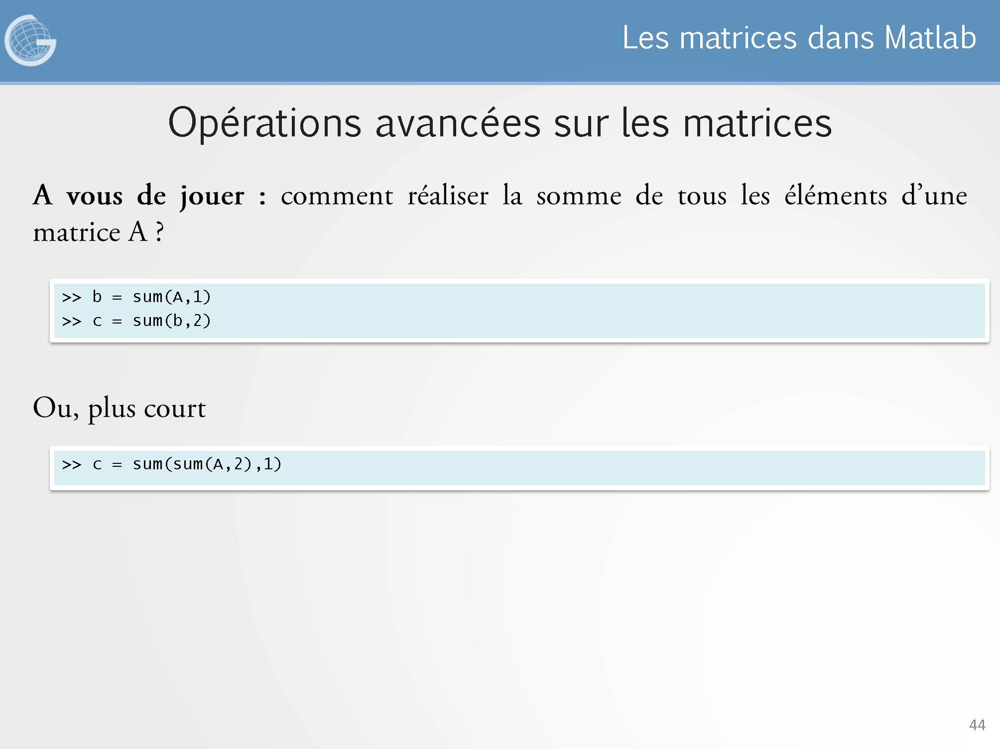 Les matrices dans Matlab
Opérations avancées sur les matrices
A vous de jouer : comment réaliser la somme de tous les éléments d’une
matrice A ?
>> b = sum(A,1)
>> c = sum(b,2)
Ou, plus court
>> c = sum(sum(A,2),1)
44